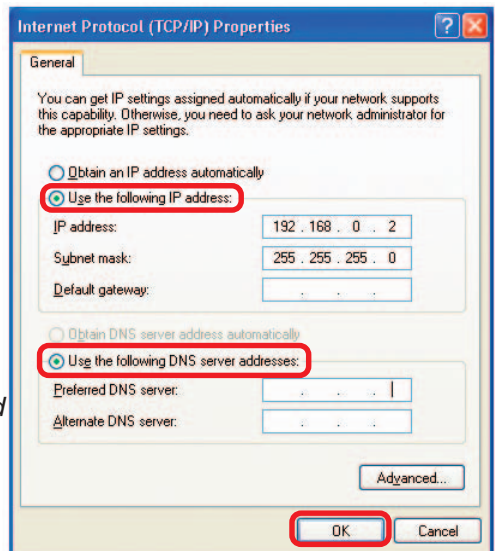 Internet Protocol (TCP/IP) Properties
General
You can get IP settings assigned automatically if your network supports
this capability. Otherwise, you need to ask your network administrator for
the appropriate IP settings.
Obtain an IP address automatically
Use the following IP address:
IP address: 192 . 168 . 0 . 2
Subnet mask: 255 . 255 . 255 . 0
Default gateway: . . .
Obtain DNS server address automatically
Use the following DNS server addresses:
Preferred DNS server: . . .
Alternate DNS server: . . .
Advanced...
OK Cancel